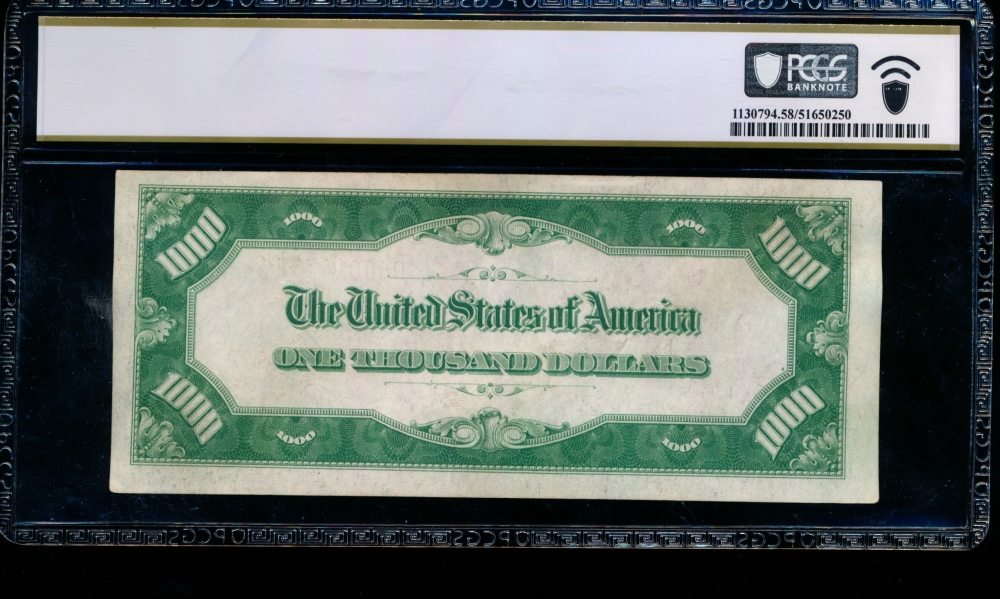 PCGS
BANKNOTE
1130794.58/51650250
1000 1000 1000 1000
The United States of America
ONE THOUSAND DOLLARS
1000 1000 1000 1000